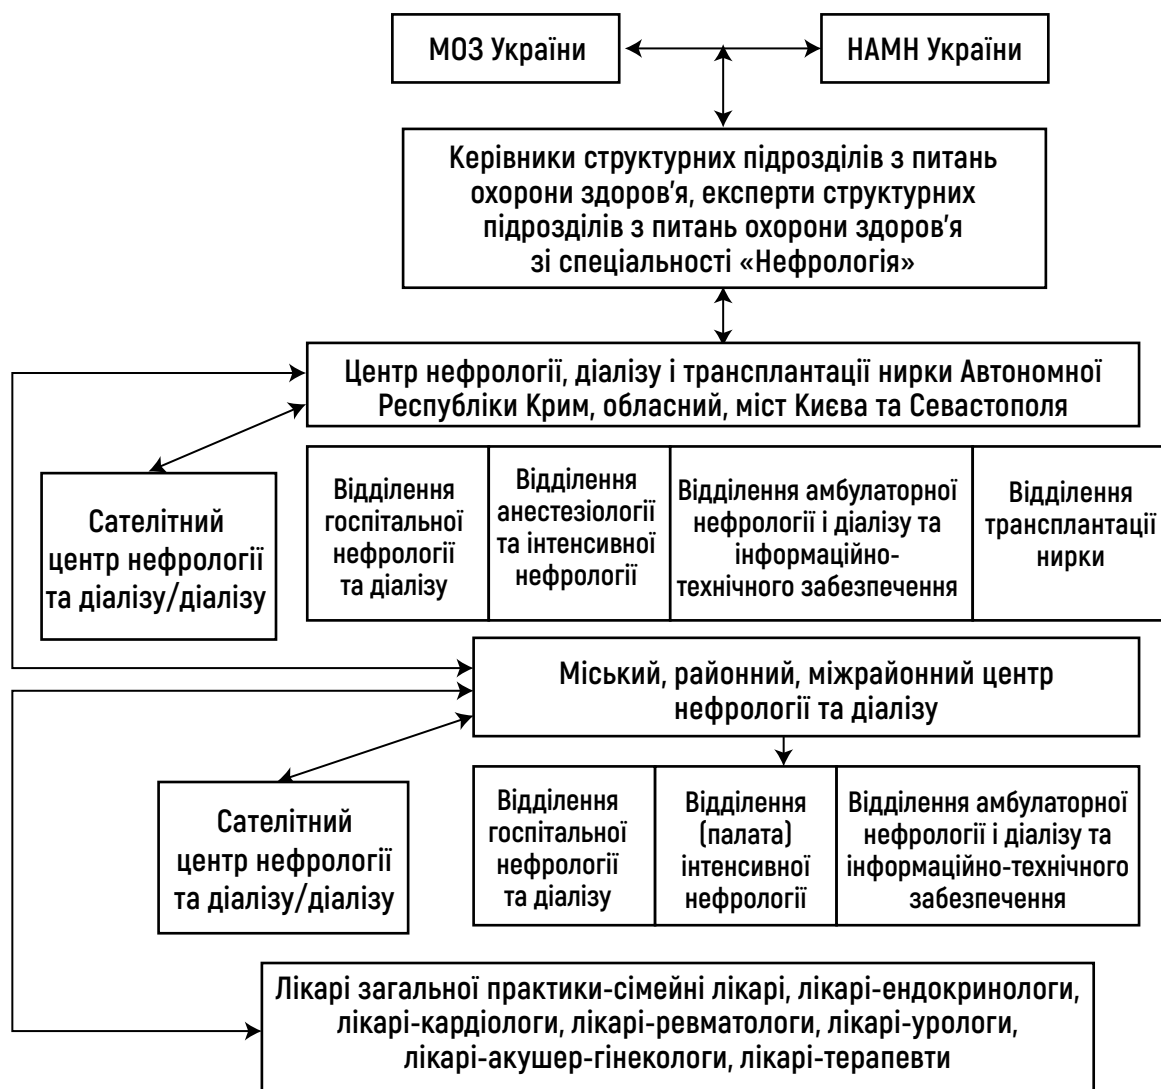 МОЗ України
НАМН України
Керівники структурних підрозділів з питань
охорони здоров'я, експерти структурних
підрозділів з питань охорони здоров'я
зі спеціальності «Нефрологія»
Центр нефрології, діалізу і трансплантації нирки Автономної
Республіки Крим, обласний, міст Києва та Севастополя
Сателітний
центр нефрології
та діалізу/діалізу
Відділення
госпітальної
нефрології
та діалізу
Відділення
анестезіології
та інтенсивної
нефрології
Відділення амбулаторної
нефрології і діалізу та
інформаційно-
технічного забезпечення
Відділення
трансплантації
нирки
Міський, районний, міжрайонний центр
нефрології та діалізу
Сателітний
центр нефрології
та діалізу/діалізу
Відділення
госпітальної
нефрології
та діалізу
Відділення
(палата)
інтенсивної
нефрології
Відділення амбулаторної
нефрології і діалізу та
інформаційно-технічного
забезпечення
Лікарі загальної практики-сімейні лікарі, лікарі-ендокринологи,
лікарі-кардіологи, лікарі-ревматологи, лікарі-урологи,
лікарі-акушер-гінекологи, лікарі-терапевти